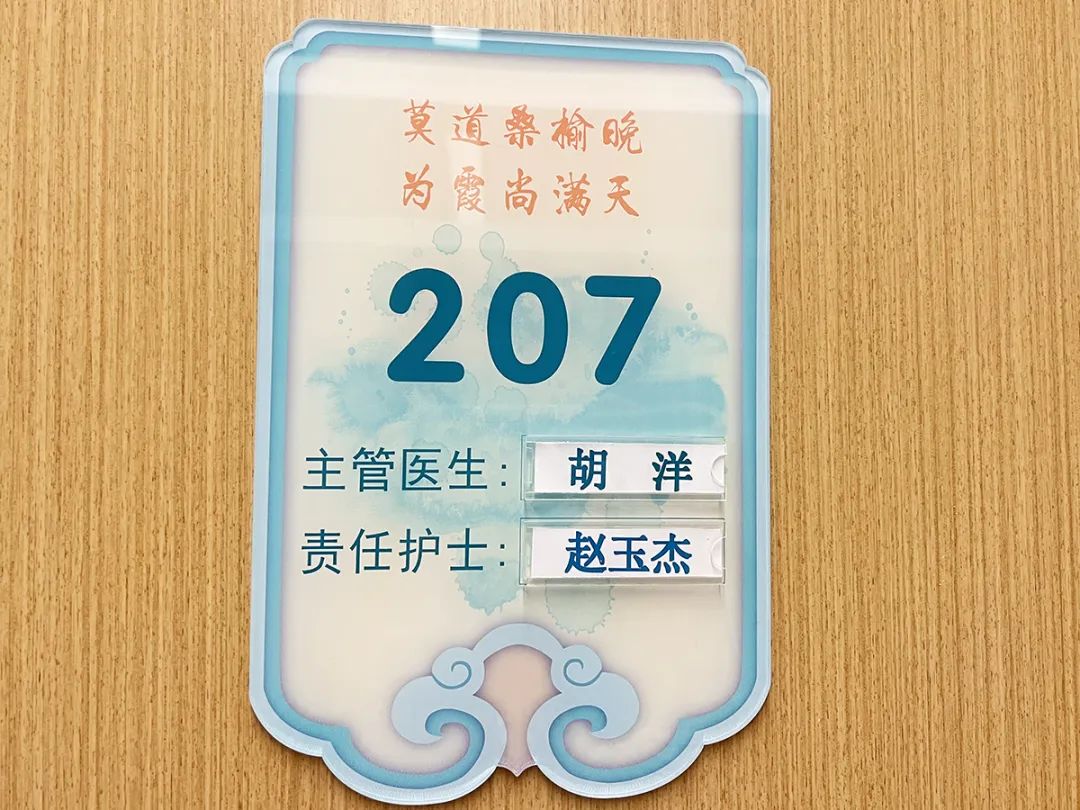 莫道桑榆晚
为霞尚满天
207
主管医生: 胡 洋
责任护士: 赵玉杰